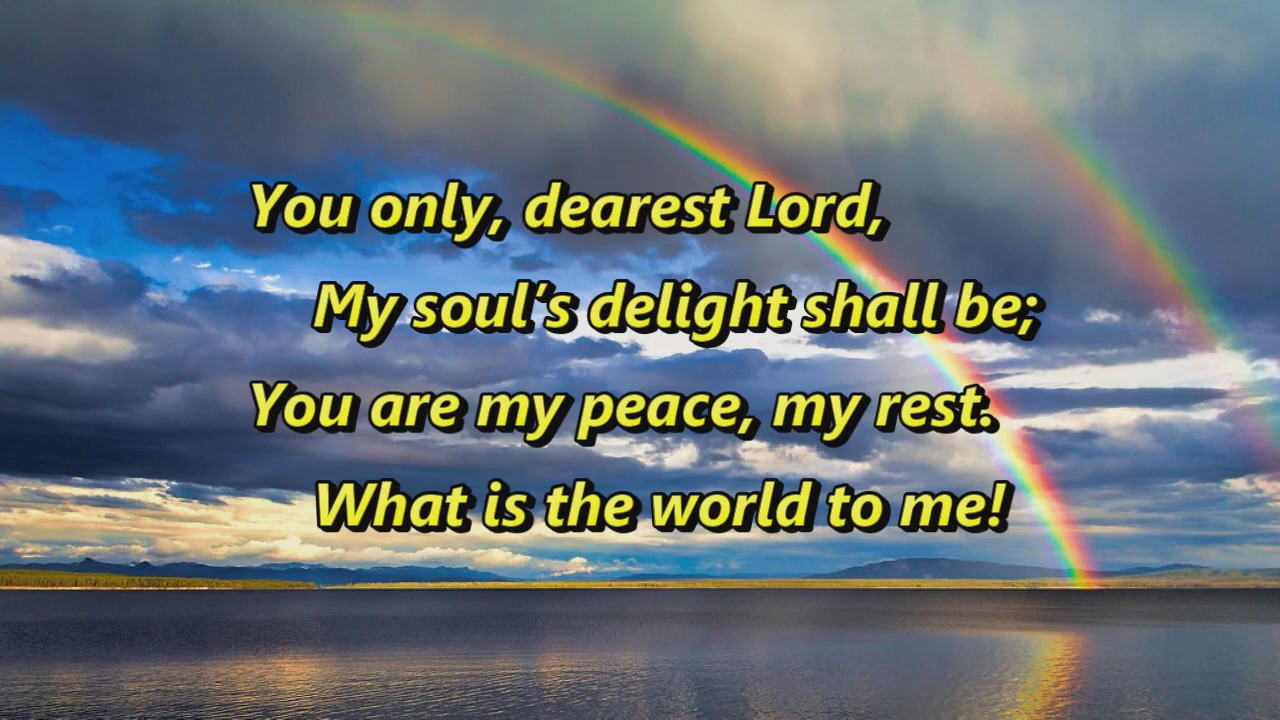 You only, dearest Lord,
My soul’s delight shall be;
You are my peace, my rest.
What is the world to me!